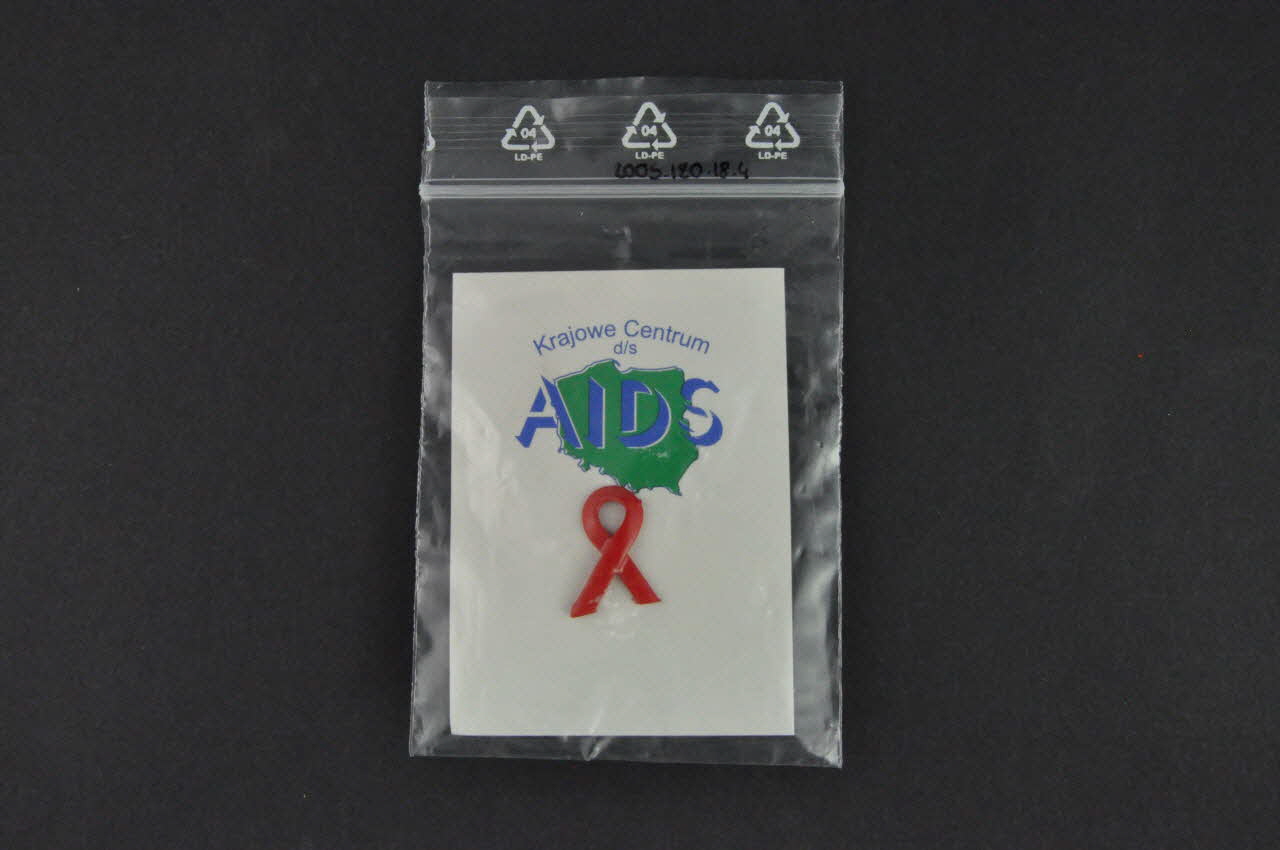 04 04 04
LD-PE LD-PE LD-PE
2005.120.18.4
Krajowe Centrum
d/s
AIDS